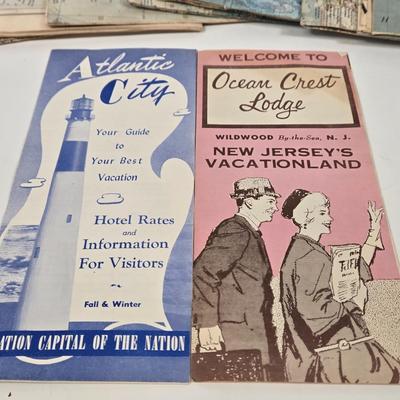 Atlantic
City
Your Guide
to
Your Best
Vacation
Hotel Rates
and
Information
For Visitors
Fall & Winter
ATION CAPITAL OF THE NATION
WELCOME TO
Ocean Crest
Lodge
WILDWOOD By-the-Sea, N. J.
NEW JERSEY'S
VACATIONLAND